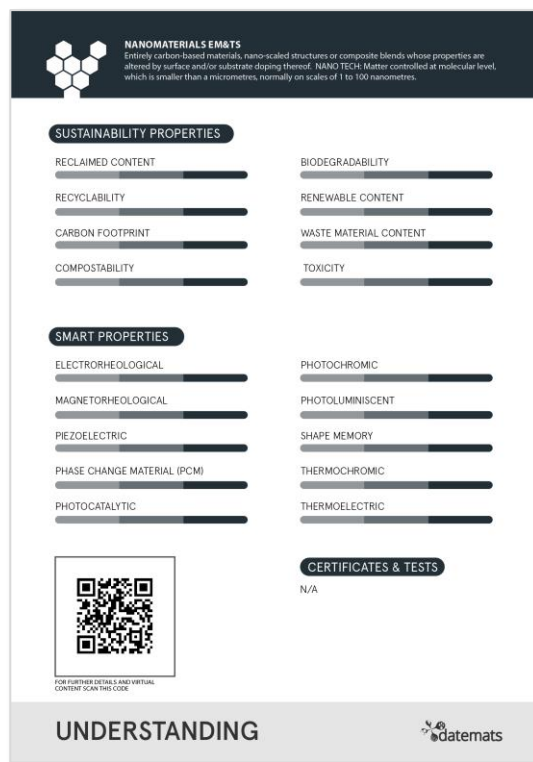 NANOMATERIALS EM&TS
Entirely carbon-based materials, nano-scaled structures or composite blends whose properties are
altered by surface and/or substrate doping thereof. NANO TECH: Matter controlled at molecular level,
which is smaller than a micrometres, normally on scales of 1 to 100 nanometres.
SUSTAINABILITY PROPERTIES
RECLAIMED CONTENT
BIODEGRADABILITY
RECYCLABILITY
RENEWABLE CONTENT
CARBON FOOTPRINT
WASTE MATERIAL CONTENT
COMPOSTABILITY
TOXICITY
SMART PROPERTIES
ELECTRORHEOLOGICAL
PHOTOCHROMIC
MAGNETORHEOLOGICAL
PHOTOLUMINISCENT
PIEZOELECTRIC
SHAPE MEMORY
PHASE CHANGE MATERIAL (PCM)
THERMOCHROMIC
PHOTOCATALYTIC
THERMOELECTRIC
CERTIFICATES & TESTS
N/A
FOR FURTHER DETAILS AND VIRTUAL
CONTENT SCAN THIS CODE
UNDERSTANDING
datemats